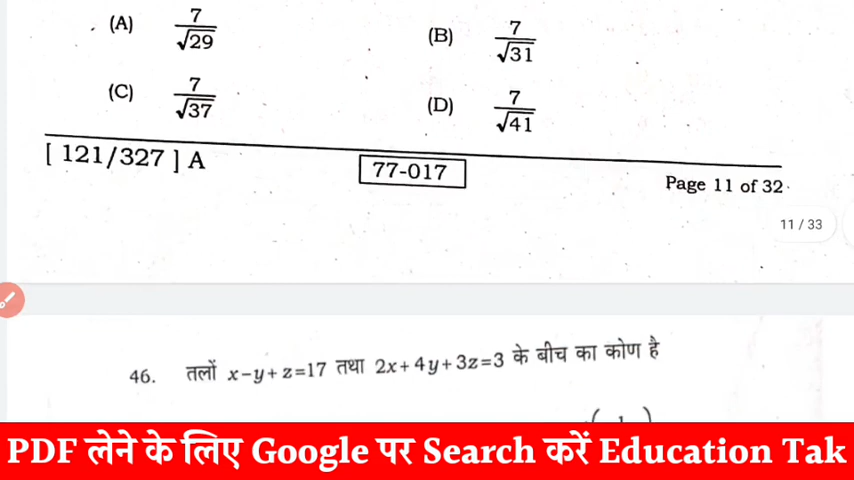 (A) 7/√29 (B) 7/√31
(C) 7/√37 (D) 7/√41
[ 121/327 ] A 77-017 Page 11 of 32
11 / 33
46. तलों x−y+z=17 तथा 2x+4y+3z=3 के बीच का कोण है
PDF लेने के लिए Google पर Search करें Education Tak